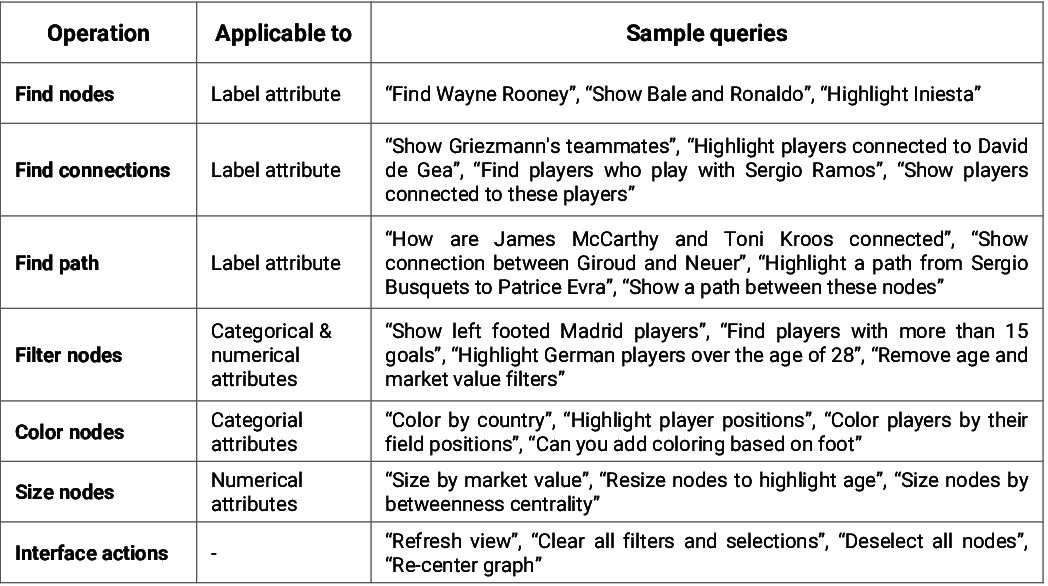 Operation
Applicable to
Sample queries
Find nodes
Label attribute
“Find Wayne Rooney”, “Show Bale and Ronaldo”, “Highlight Iniesta”
Find connections
Label attribute
“Show Griezmann's teammates”, “Highlight players connected to David
de Gea”, “Find players who play with Sergio Ramos”, “Show players
connected to these players”
Find path
Label attribute
“How are James McCarthy and Toni Kroos connected”, “Show
connection between Giroud and Neuer”, “Highlight a path from Sergio
Busquets to Patrice Evra”, “Show a path between these nodes”
Filter nodes
Categorical &
numerical
attributes
“Show left footed Madrid players”, “Find players with more than 15
goals”, “Highlight German players over the age of 28”, “Remove age and
market value filters”
Color nodes
Categorial
attributes
“Color by country”, “Highlight player positions”, “Color players by their
field positions”, “Can you add coloring based on foot”
Size nodes
Numerical
attributes
“Size by market value”, “Resize nodes to highlight age”, “Size nodes by
betweenness centrality”
Interface actions
-
“Refresh view”, “Clear all filters and selections”, “Deselect all nodes”,
“Re-center graph”